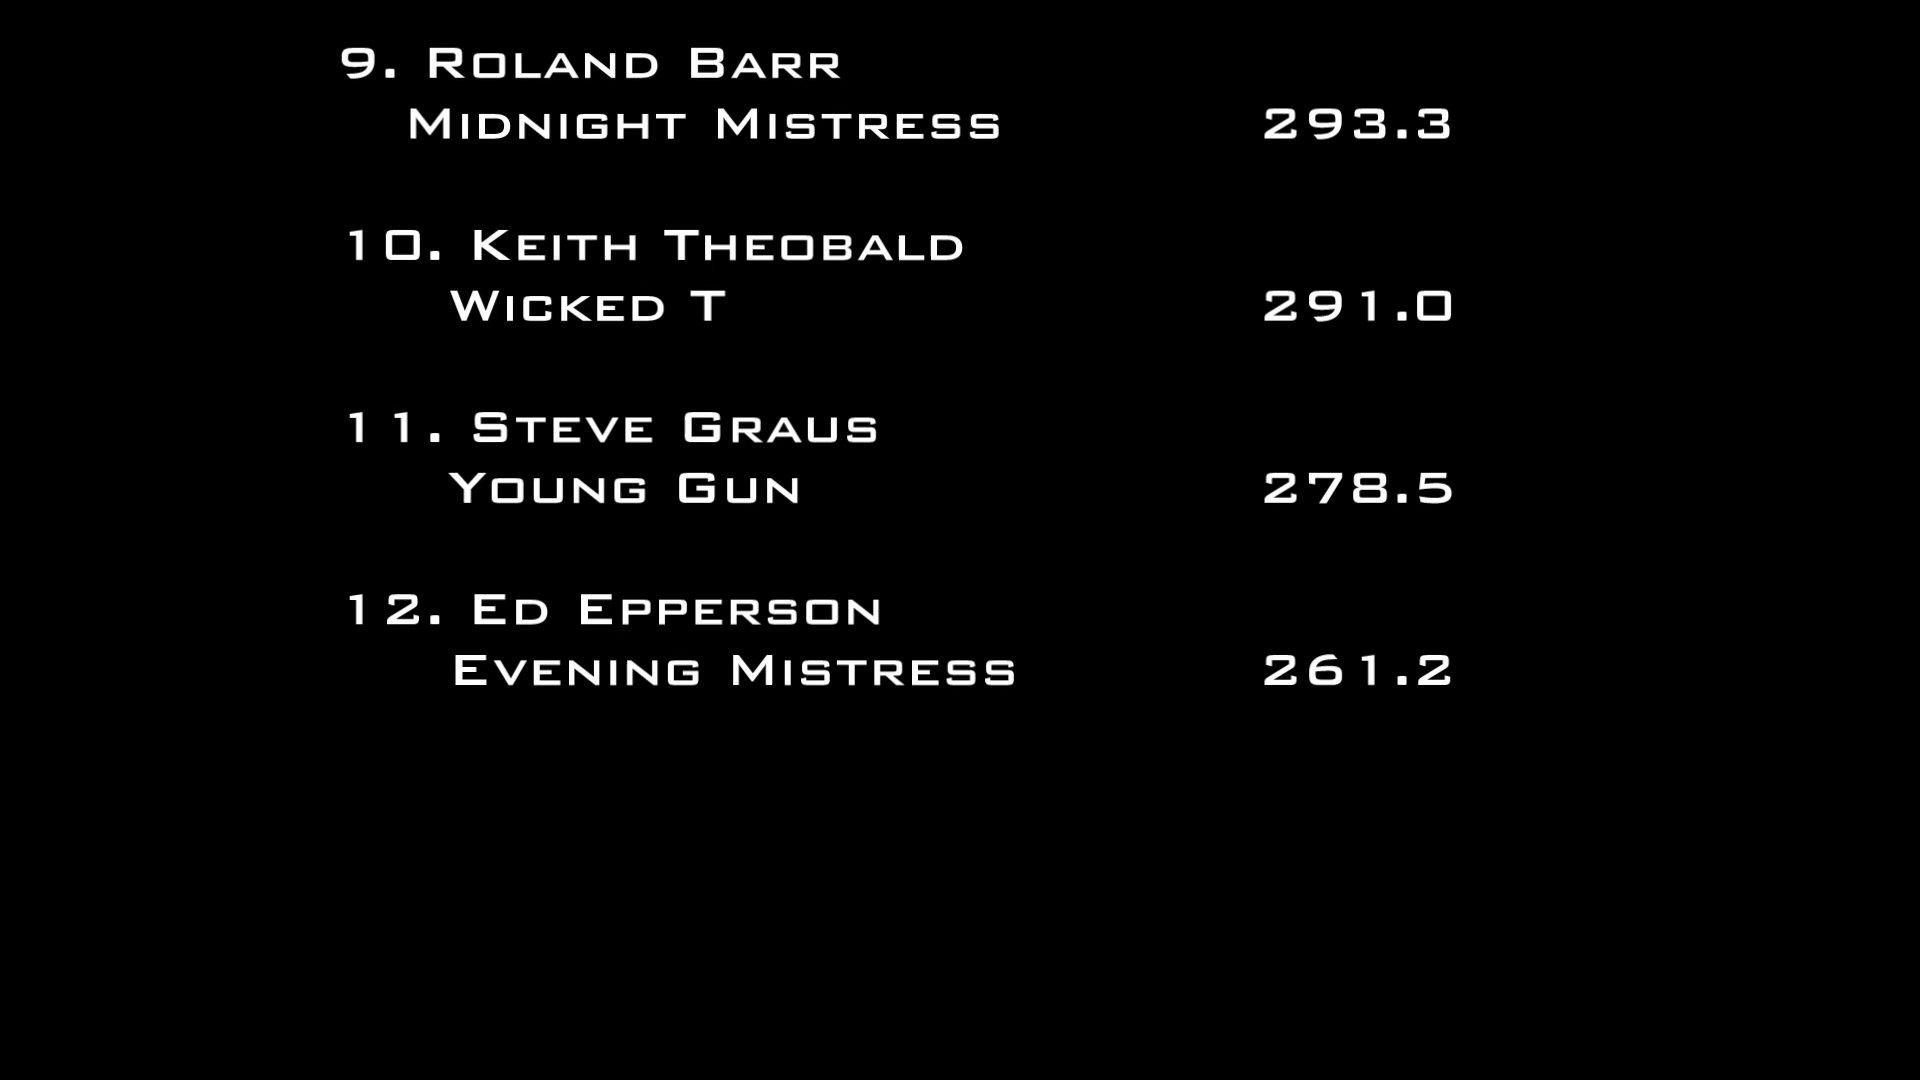 9. Roland Barr
Midnight Mistress 293.3
10. Keith Theobald
Wicked T 291.0
11. Steve Graus
Young Gun 278.5
12. Ed Epperson
Evening Mistress 261.2